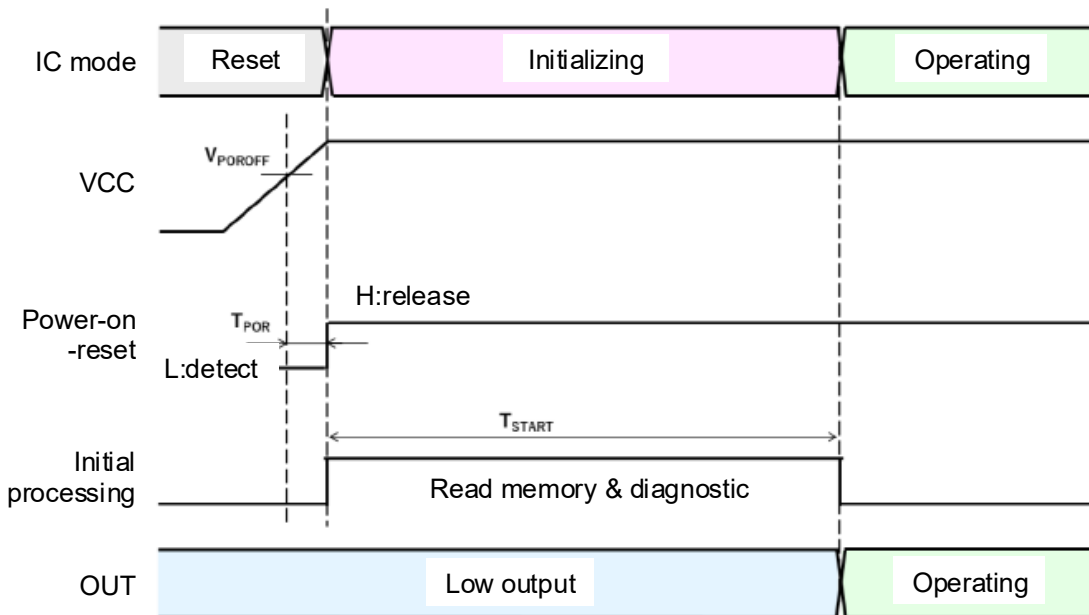 IC mode
Reset
Initializing
Operating
VCC
VPOROFF
Power-on
-reset
TPOR
H:release
L:detect
Initial
processing
TSTART
Read memory & diagnostic
OUT
Low output
Operating